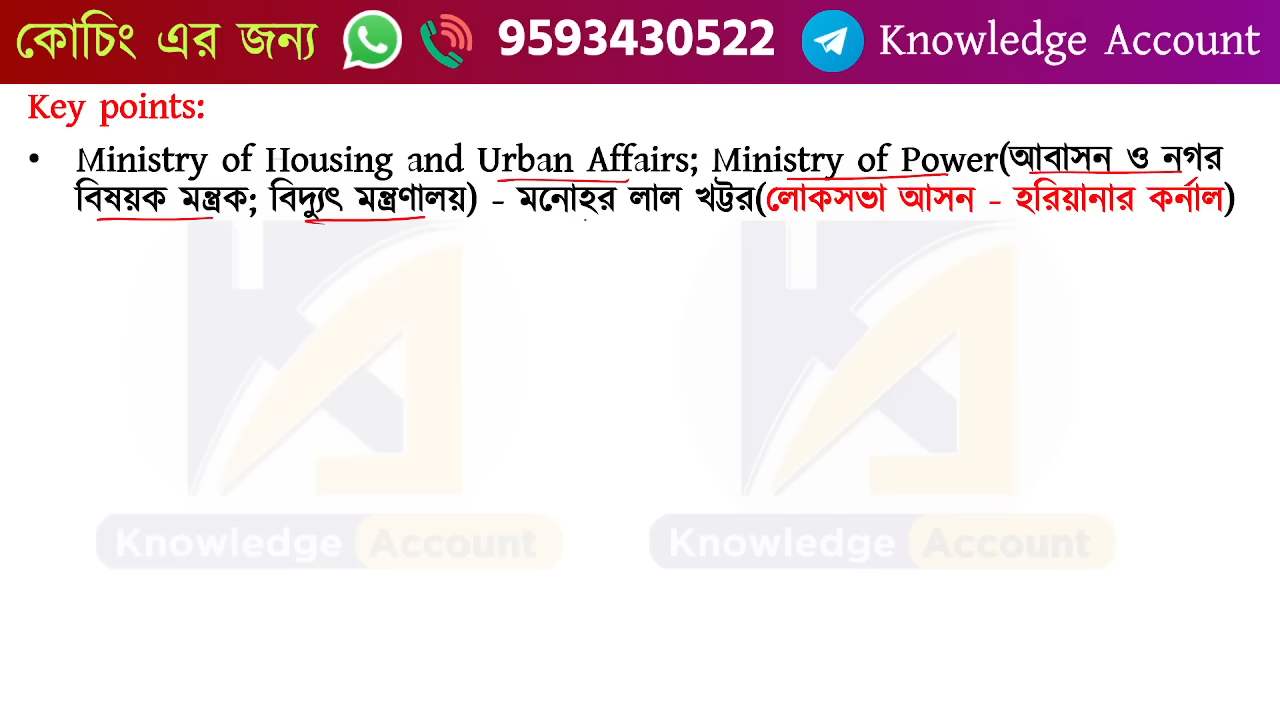 কোচিং এর জন্য 9593430522 Knowledge Account
Key points:
• Ministry of Housing and Urban Affairs; Ministry of Power(আবাসন ও নগর
বিষয়ক মন্ত্রক; বিদ্যুৎ মন্ত্রণালয়) - মনোহর লাল খট্টর(লোকসভা আসন - হরিয়ানার কর্নাল)
Knowledge Account Knowledge Account